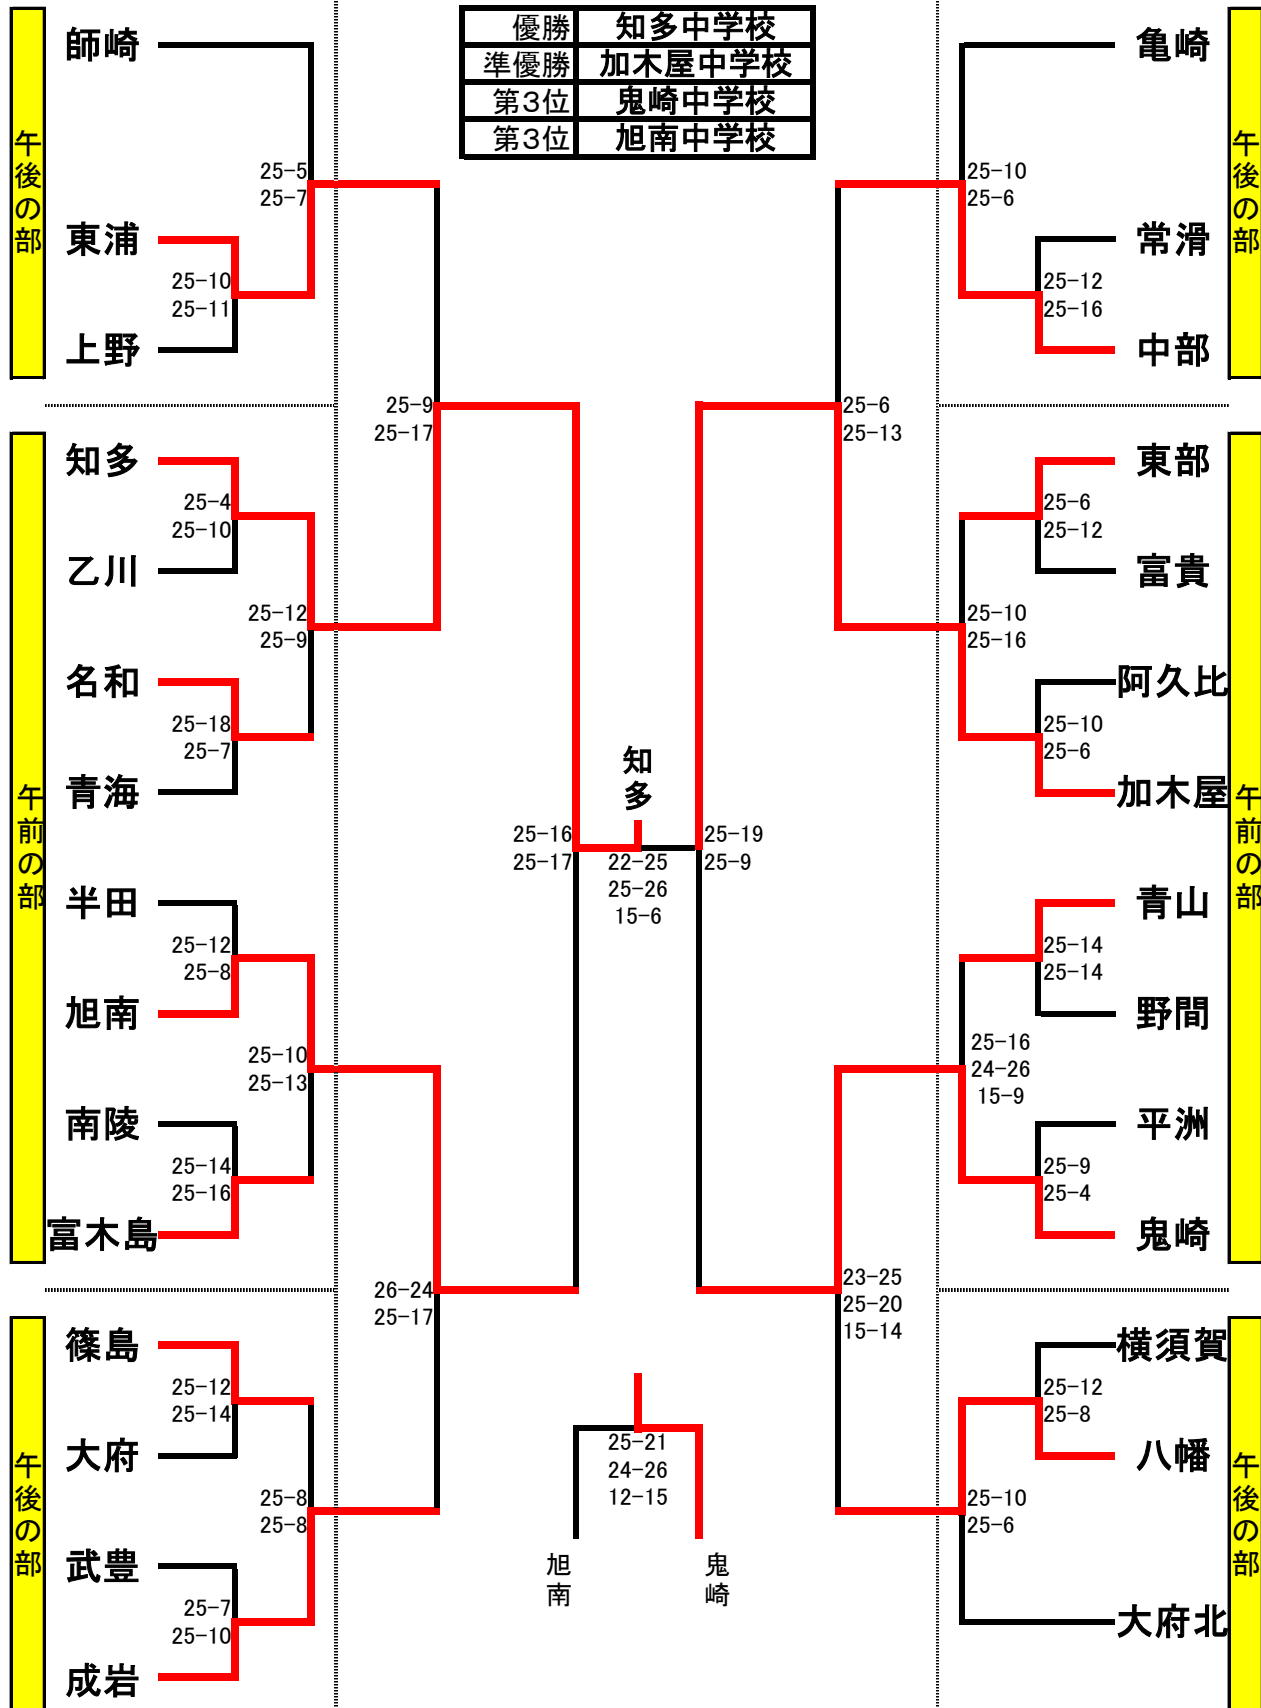 優勝 知多中学校
準優勝 加木屋中学校
第3位 鬼崎中学校
第3位 旭南中学校
午後の部
師崎
25-5
25-7
東浦
25-10
25-11
上野
25-9
25-17
午前の部
知多
25-4
25-10
乙川
25-12
25-9
名和
25-18
25-7
青海
半田
25-12
25-8
旭南
25-10
25-13
南陵
25-14
25-16
富木島
26-24
25-17
午後の部
篠島
25-12
25-14
大府
25-8
25-8
武豊
25-7
25-10
成岩
25-16
25-17
知多
22-25
25-26
15-6
25-19
25-9
25-21
24-26
12-15
旭南
鬼崎
午後の部
亀崎
25-10
25-6
常滑
25-12
25-16
中部
25-6
25-13
午前の部
東部
25-6
25-12
富貴
25-10
25-16
阿久比
25-10
25-6
加木屋
青山
25-14
25-14
野間
25-16
24-26
15-9
平洲
25-9
25-4
鬼崎
23-25
25-20
15-14
午後の部
横須賀
25-12
25-8
八幡
25-10
25-6
大府北